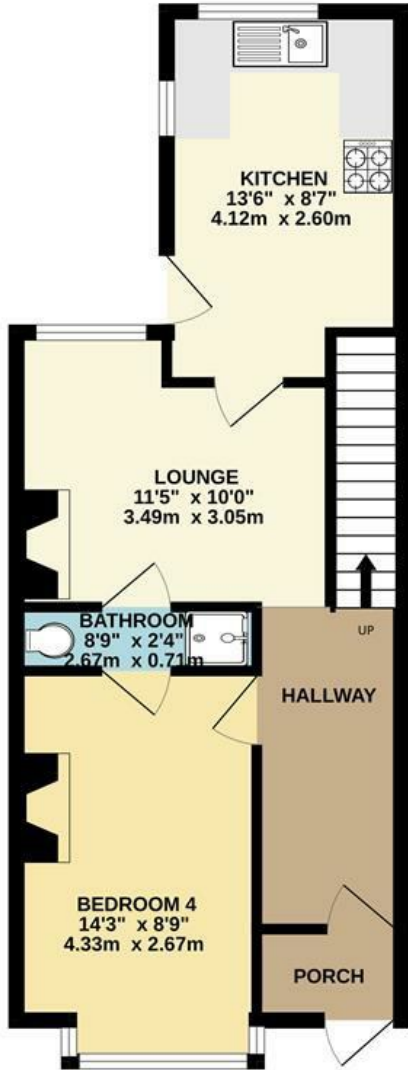 KITCHEN
13'6" x 8'7"
4.12m x 2.60m
LOUNGE
11'5" x 10'0"
3.49m x 3.05m
BATHROOM
8'9" x 2'4"
2.67m x 0.71m
UP
HALLWAY
BEDROOM 4
14'3" x 8'9"
4.33m x 2.67m
PORCH